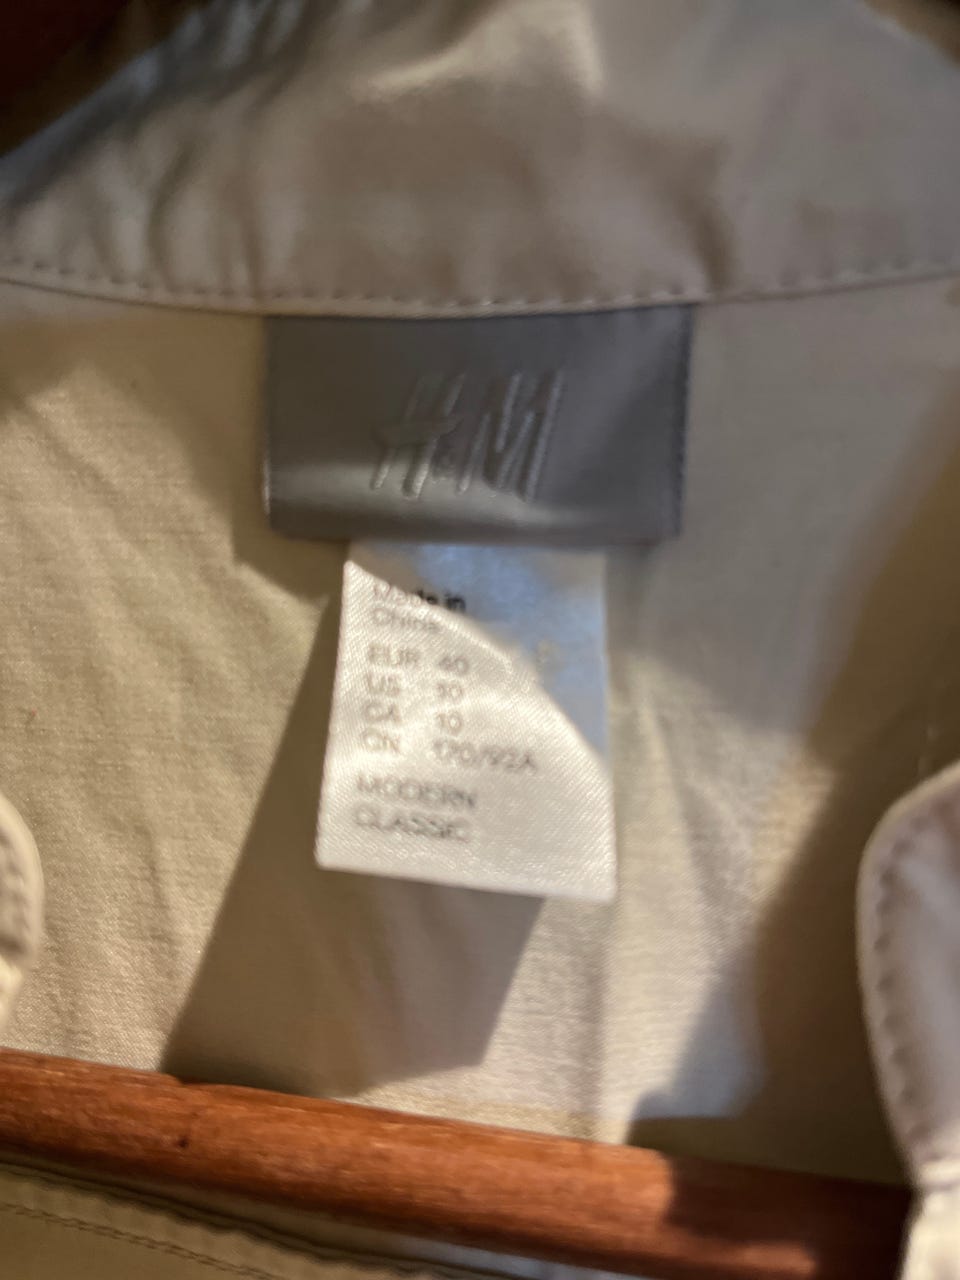 H&M
Made in
China
EUR 40
US 10
CA 10
CN 170/92A
MODERN
CLASSIC